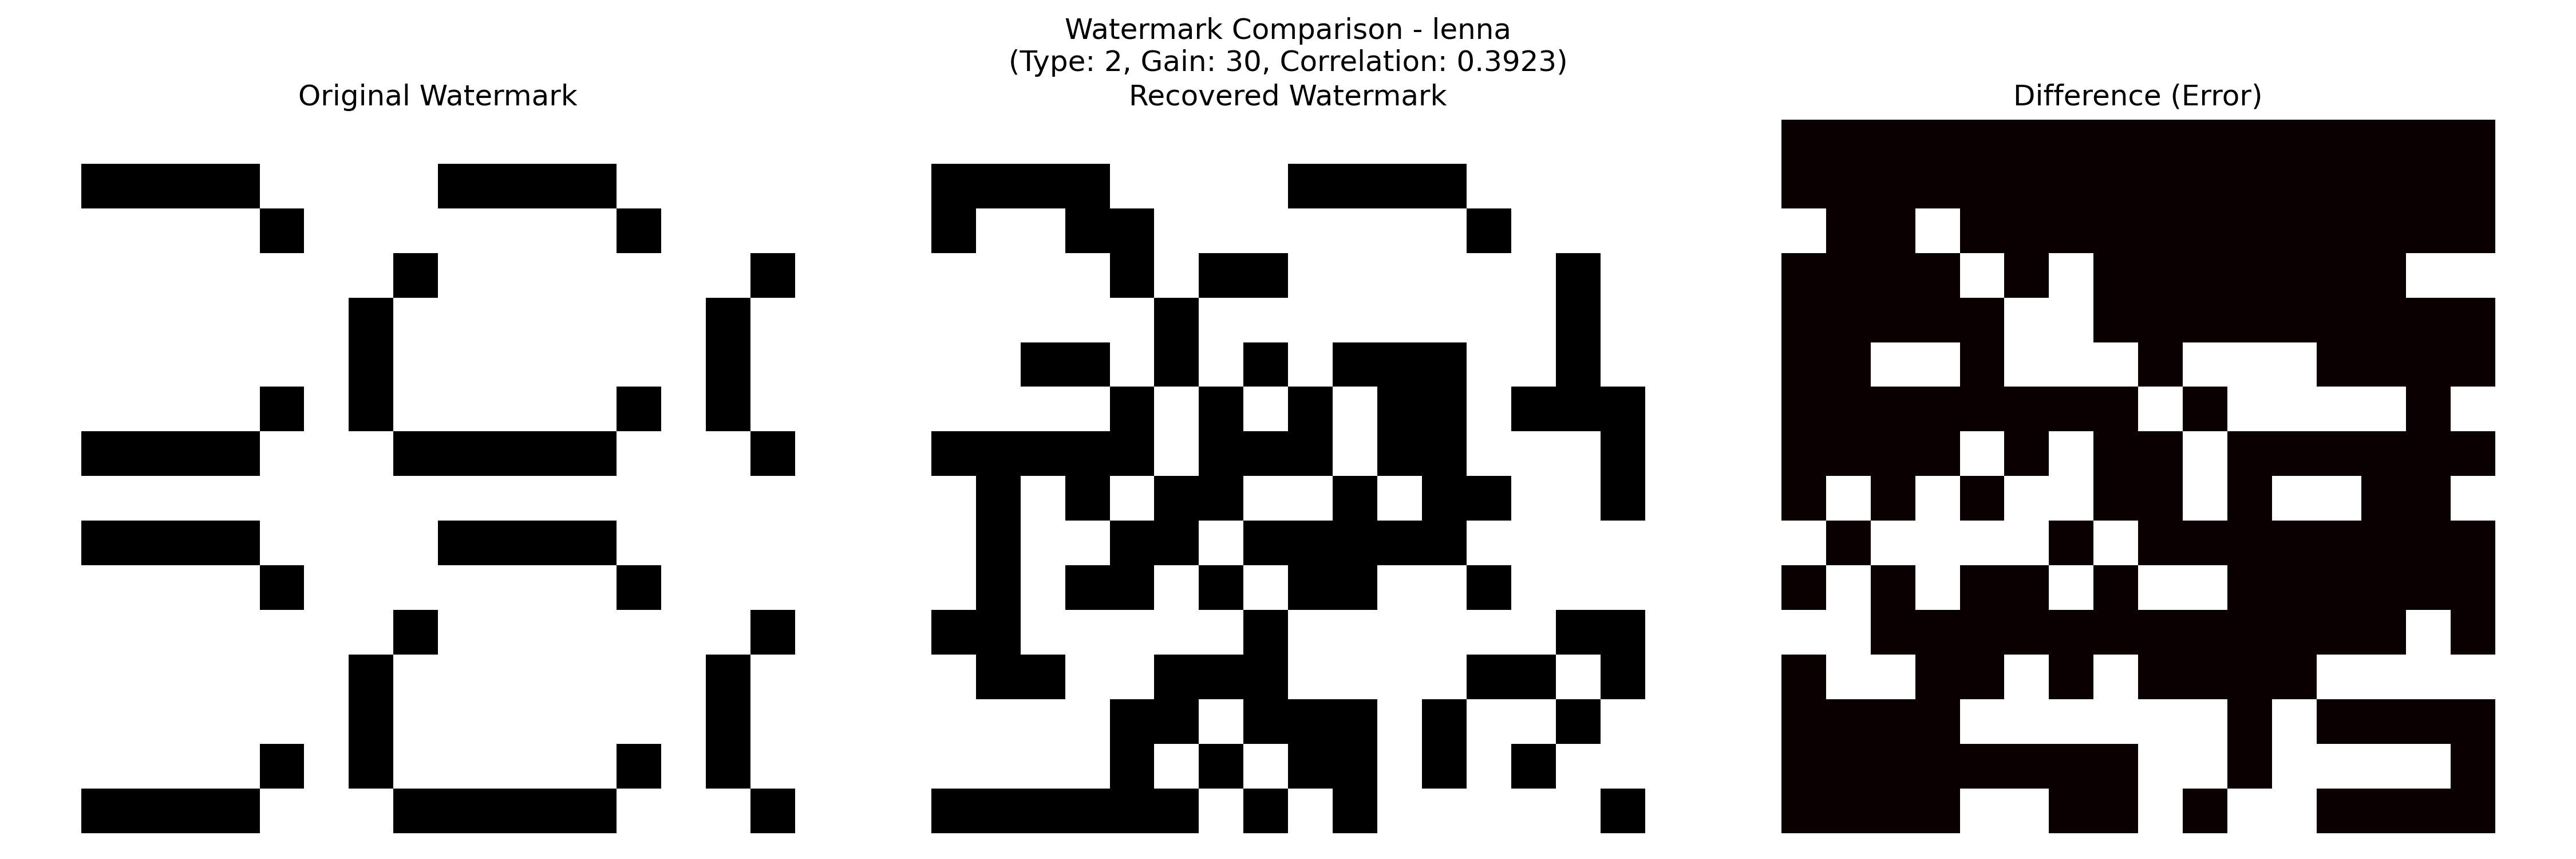 Watermark Comparison - lenna
(Type: 2, Gain: 30, Correlation: 0.3923)
Original Watermark
Recovered Watermark
Difference (Error)